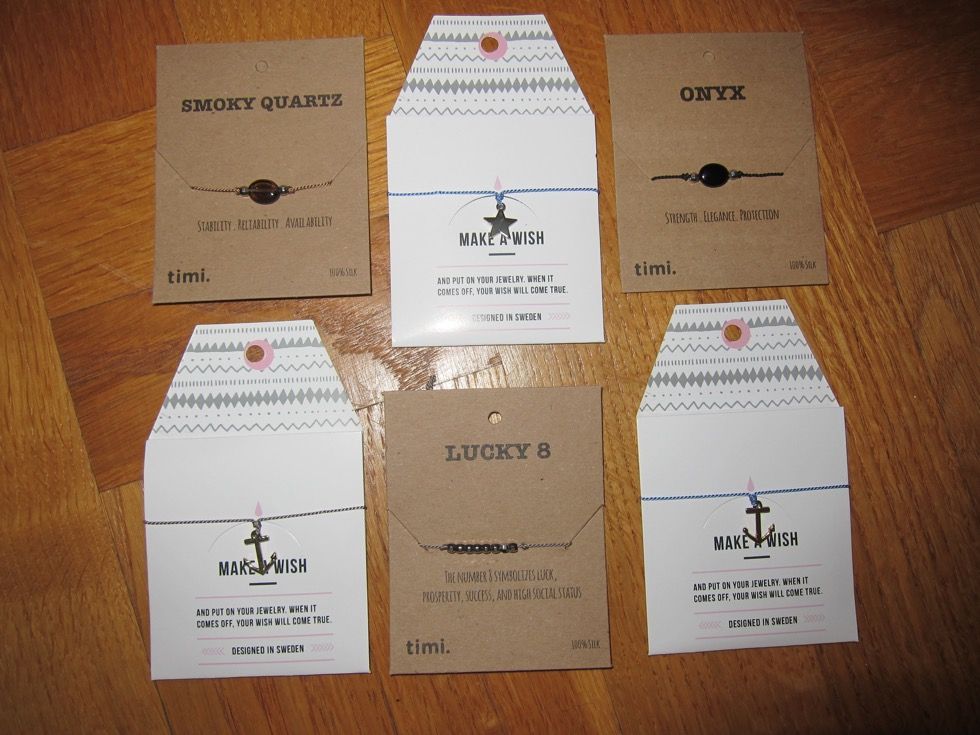 SMOKY QUARTZ
STABILITY . RELIABILITY . AVAILABILITY
timi.
100% SILK
MAKE A WISH
AND PUT ON YOUR JEWELRY. WHEN IT
COMES OFF, YOUR WISH WILL COME TRUE.
DESIGNED IN SWEDEN
ONYX
STRENGTH . ELEGANCE . PROTECTION
timi.
100% SILK
MAKE A WISH
AND PUT ON YOUR JEWELRY. WHEN IT
COMES OFF, YOUR WISH WILL COME TRUE.
DESIGNED IN SWEDEN
LUCKY 8
THE NUMBER 8 SYMBOLIZES LUCK,
PROSPERITY, SUCCESS, AND HIGH SOCIAL STATUS
timi.
100% SILK
MAKE A WISH
AND PUT ON YOUR JEWELRY. WHEN IT
COMES OFF, YOUR WISH WILL COME TRUE.
DESIGNED IN SWEDEN